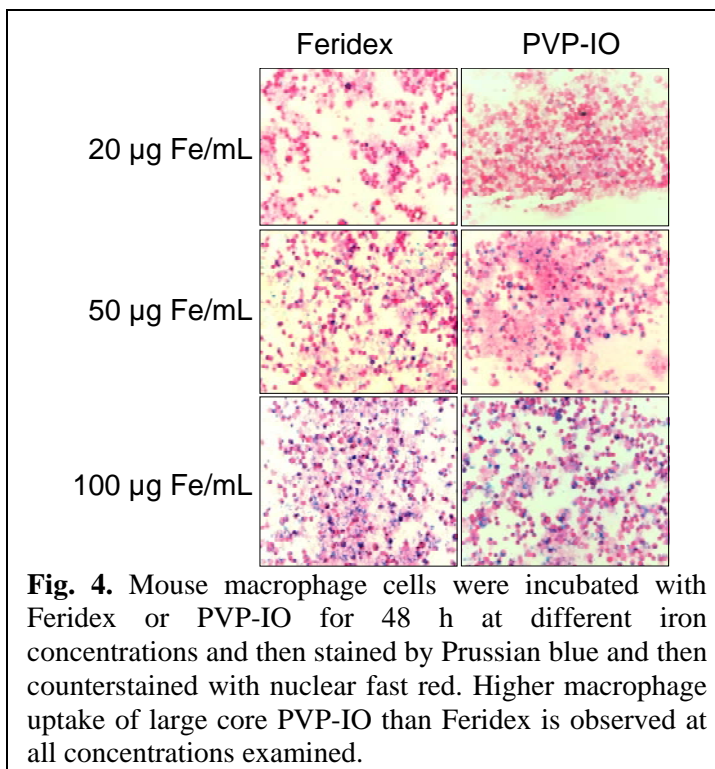 Feridex PVP-IO
20 µg Fe/mL
50 µg Fe/mL
100 µg Fe/mL
Fig. 4. Mouse macrophage cells were incubated with
Feridex or PVP-IO for 48 h at different iron
concentrations and then stained by Prussian blue and then
counterstained with nuclear fast red. Higher macrophage
uptake of large core PVP-IO than Feridex is observed at
all concentrations examined.